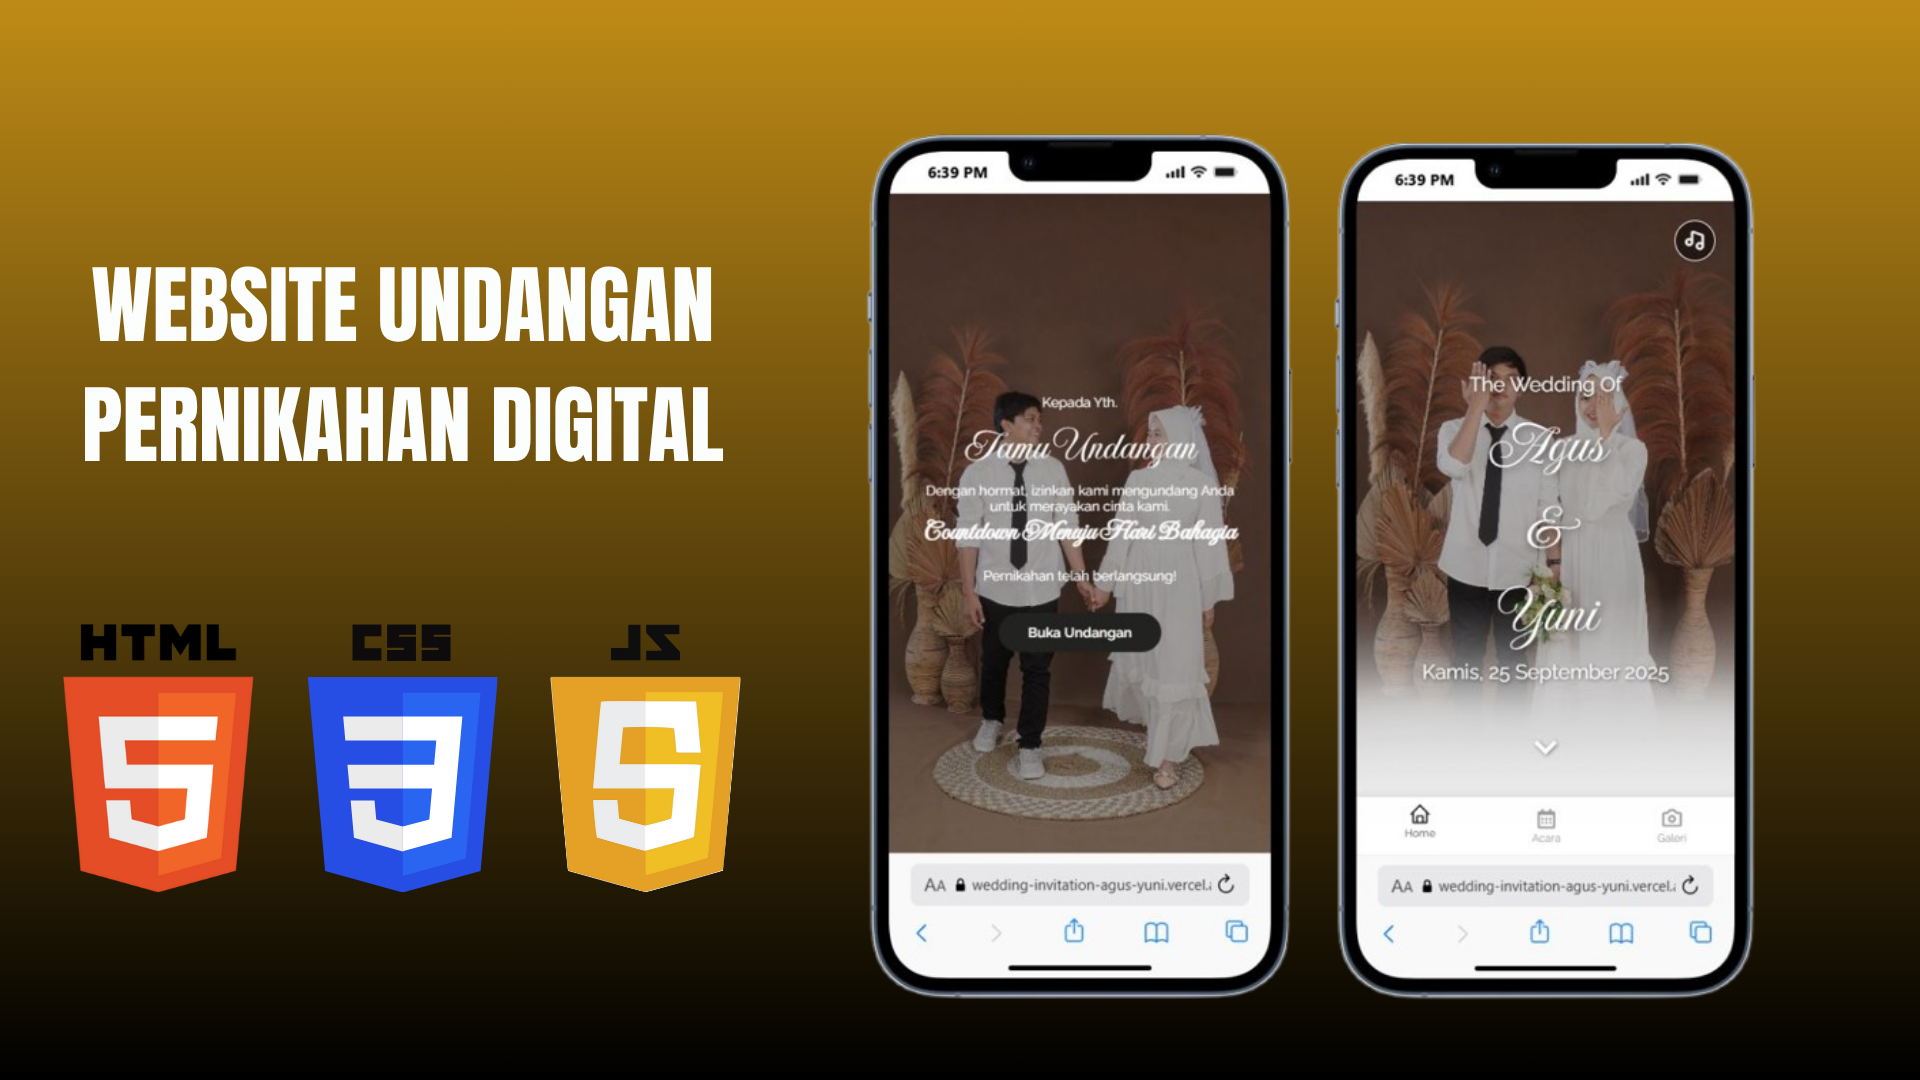 WEBSITE UNDANGAN
PERNIKAHAN DIGITAL
HTML
CSS
JS
5
3
6:39 PM
Kepada Yth.
Tamu Undangan
Dengan hormat, izinkan kami mengundang Anda
untuk merayakan cinta kami.
Countdown Menuju Hari Bahagia
Pernikahan telah berlangsung!
Buka Undangan
AA wedding-invitation-agus-yuni.vercel.a
6:39 PM
The Wedding Of
Agus
&
Yuni
Kamis, 25 September 2025
Home
Acara
Galeri
AA wedding-invitation-agus-yuni.vercel.a